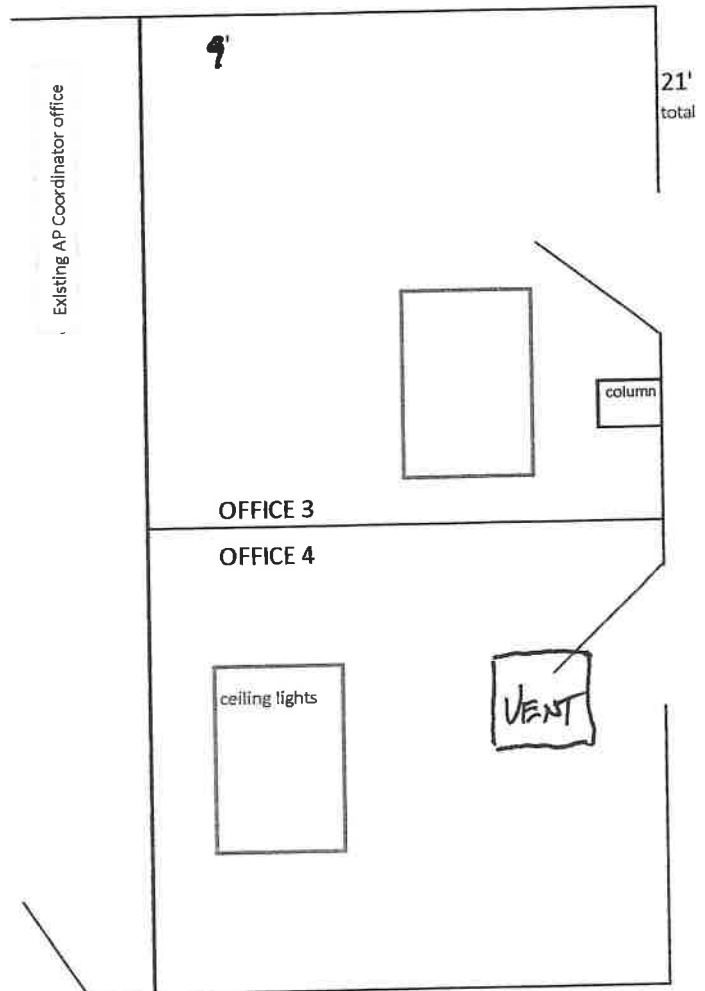 9'
21'
total
Existing AP Coordinator office
column
OFFICE 3
OFFICE 4
ceiling lights
VENT